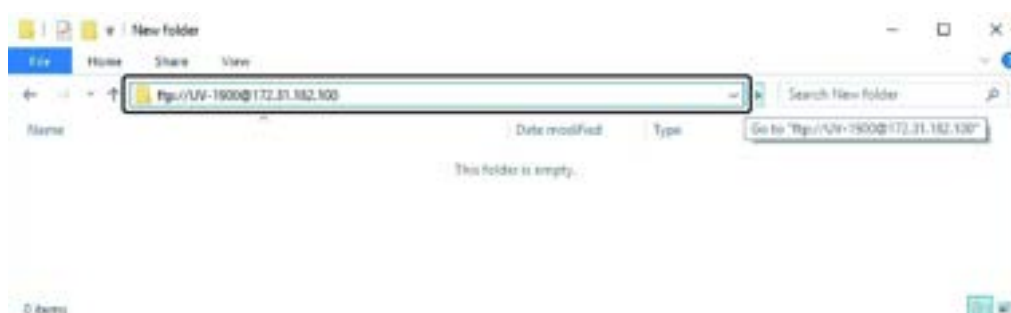 New folder
File Home Share View
ftp://UV-1900@172.31.182.100
Search New folder
Name Date modified Type
Go to "ftp://UV-1900@172.31.182.100"
This folder is empty.
0 items